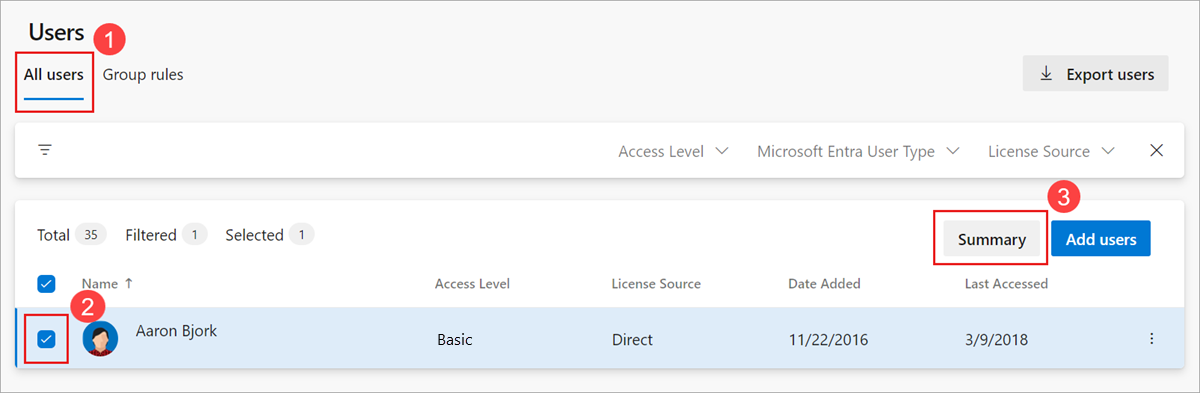 Users
1
All users Group rules
Export users
Access Level Microsoft Entra User Type License Source
3
Total 35 Filtered 1 Selected 1
Summary Add users
Name ↑ Access Level License Source Date Added Last Accessed
2
Aaron Bjork Basic Direct 11/22/2016 3/9/2018